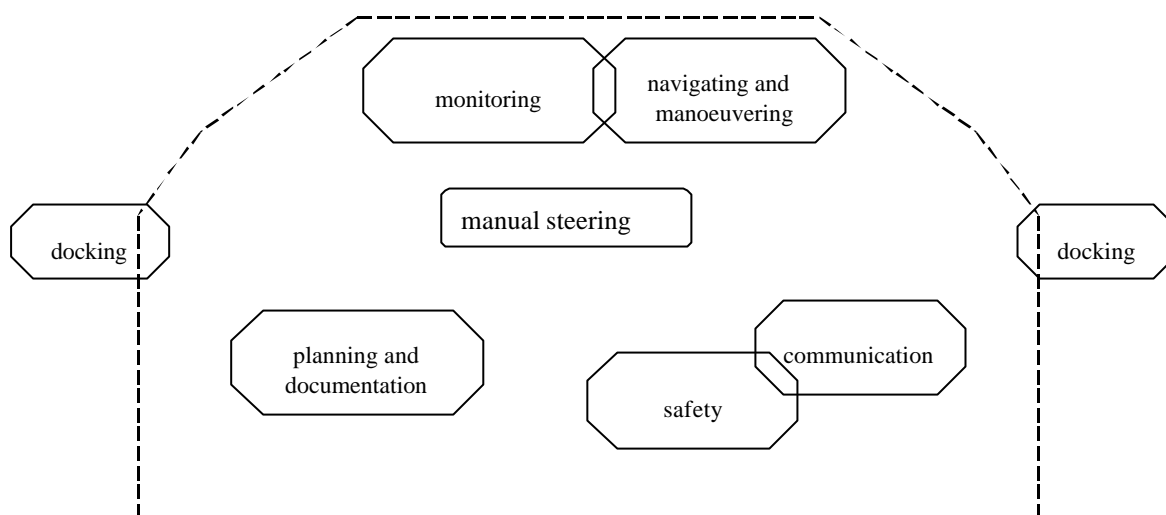 monitoring
navigating and
manoeuvering
manual steering
docking
docking
planning and
documentation
communication
safety